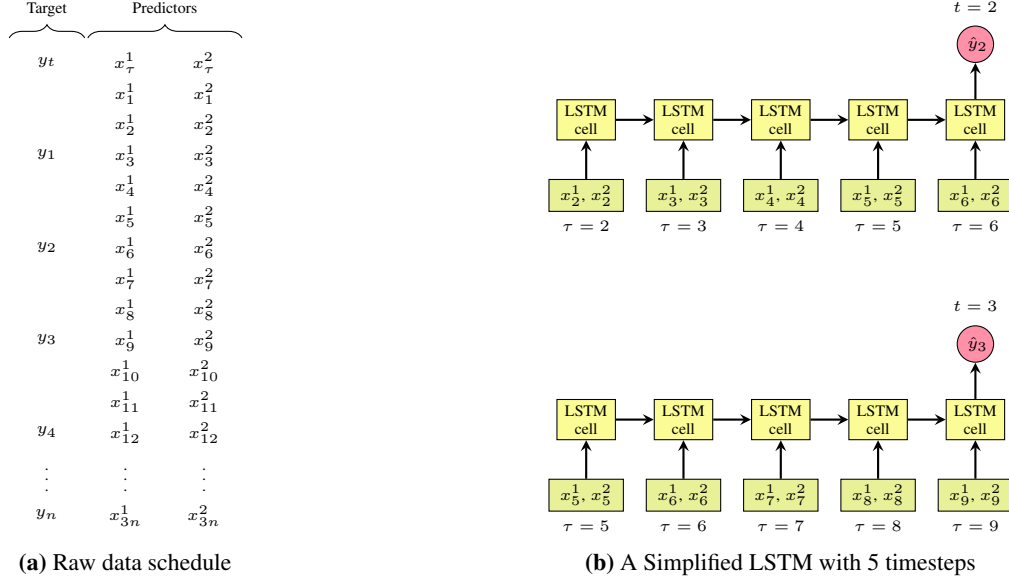 Target Predictors
y_t x^1_τ x^2_τ
x^1_1 x^2_1
x^1_2 x^2_2
y_1 x^1_3 x^2_3
x^1_4 x^2_4
x^1_5 x^2_5
y_2 x^1_6 x^2_6
x^1_7 x^2_7
x^1_8 x^2_8
y_3 x^1_9 x^2_9
x^1_10 x^2_10
x^1_11 x^2_11
y_4 x^1_12 x^2_12
⋮ ⋮ ⋮
y_n x^1_3n x^2_3n
(a) Raw data schedule
t = 2
ŷ_2
LSTM LSTM LSTM LSTM LSTM
cell cell cell cell cell
x^1_2, x^2_2 x^1_3, x^2_3 x^1_4, x^2_4 x^1_5, x^2_5 x^1_6, x^2_6
τ = 2 τ = 3 τ = 4 τ = 5 τ = 6
t = 3
ŷ_3
LSTM LSTM LSTM LSTM LSTM
cell cell cell cell cell
x^1_5, x^2_5 x^1_6, x^2_6 x^1_7, x^2_7 x^1_8, x^2_8 x^1_9, x^2_9
τ = 5 τ = 6 τ = 7 τ = 8 τ = 9
(b) A Simplified LSTM with 5 timesteps